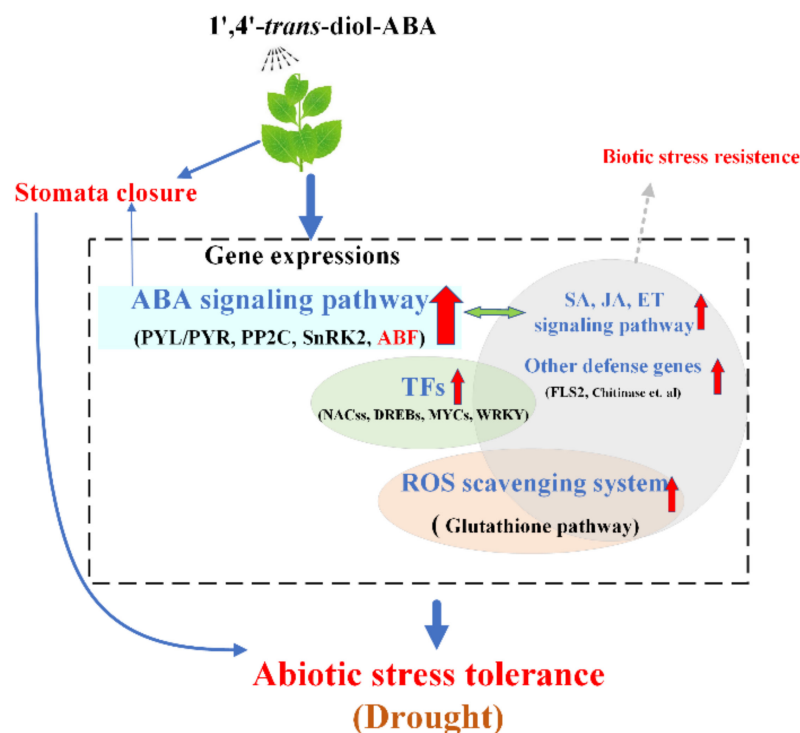 1',4'-trans-diol-ABA
Biotic stress resistence
Stomata closure
Gene expressions
ABA signaling pathway
(PYL/PYR, PP2C, SnRK2, ABF)
SA, JA, ET
signaling pathway
Other defense genes
(FLS2, Chitinase et. al)
TFs
(NACss, DREBs, MYCs, WRKY)
ROS scavenging system
( Glutathione pathway)
Abiotic stress tolerance
(Drought)